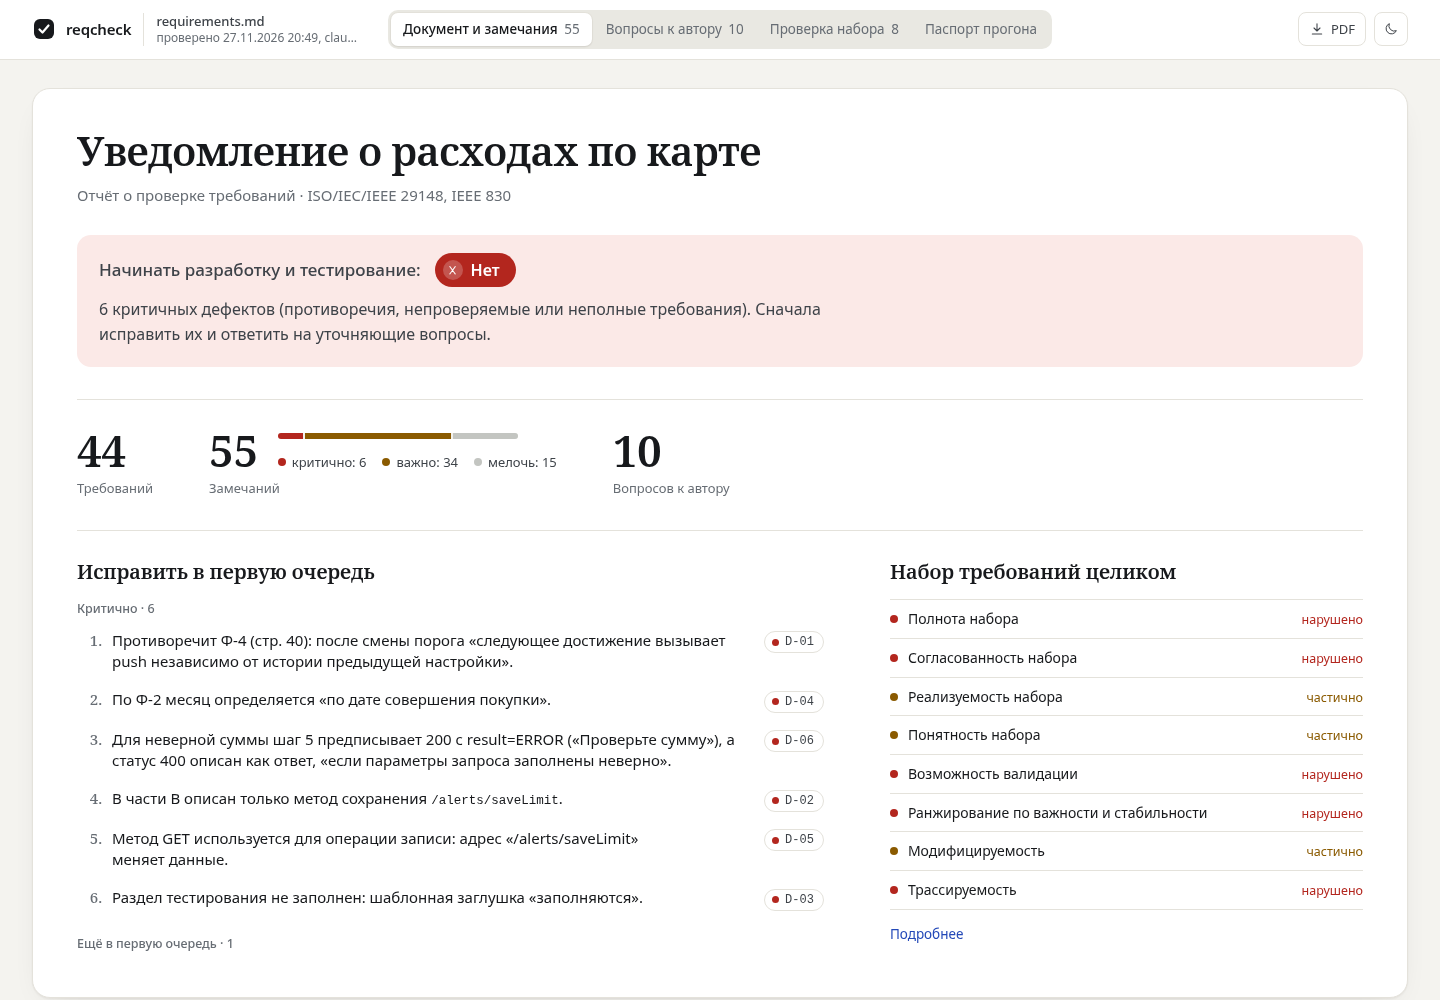 reqcheck
requirements.md
проверено 27.11.2026 20:49, clau...
Документ и замечания 55
Вопросы к автору 10
Проверка набора 8
Паспорт прогона
PDF
Уведомление о расходах по карте
Отчёт о проверке требований · ISO/IEC/IEEE 29148, IEEE 830
Начинать разработку и тестирование: Нет
6 критичных дефектов (противоречия, непроверяемые или неполные требования). Сначала
исправить их и ответить на уточняющие вопросы.
44
Требований
55
критично: 6 важно: 34 мелочь: 15
Замечаний
10
Вопросов к автору
Исправить в первую очередь
Критично · 6
1. Противоречит Ф-4 (стр. 40): после смены порога «следующее достижение вызывает
push независимо от истории предыдущей настройки».
D-01
2. По Ф-2 месяц определяется «по дате совершения покупки».
D-04
3. Для неверной суммы шаг 5 предписывает 200 с result=ERROR («Проверьте сумму»), а
статус 400 описан как ответ, «если параметры запроса заполнены неверно».
D-06
4. В части B описан только метод сохранения /alerts/saveLimit.
D-02
5. Метод GET используется для операции записи: адрес «/alerts/saveLimit»
меняет данные.
D-05
6. Раздел тестирования не заполнен: шаблонная заглушка «заполняются».
D-03
Ещё в первую очередь · 1
Набор требований целиком
Полнота набора нарушено
Согласованность набора нарушено
Реализуемость набора частично
Понятность набора частично
Возможность валидации нарушено
Ранжирование по важности и стабильности нарушено
Модифицируемость частично
Трассируемость нарушено
Подробнее